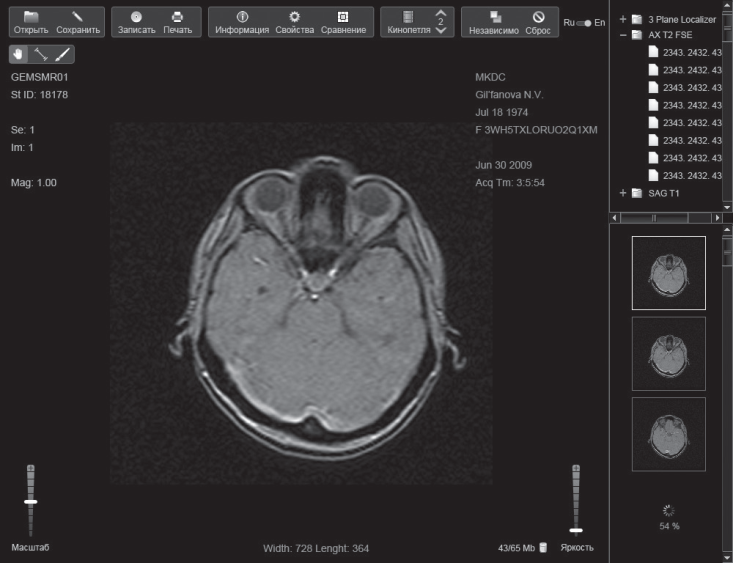 Открыть Сохранить Записать Печать Информация Свойства Сравнение Кинопетля 2 Независимо Сброс Ru En
GEMSMR01
St ID: 18178
Se: 1
Im: 1
Mag: 1.00
MKDC
Gil'fanova N.V.
Jul 18 1974
F 3WH5TXLORUO2Q1XM
Jun 30 2009
Acq Tm: 3:5:54
3 Plane Localizer
AX T2 FSE
2343. 2432. 43
2343. 2432. 43
2343. 2432. 43
2343. 2432. 43
2343. 2432. 43
2343. 2432. 43
2343. 2432. 43
2343. 2432. 43
SAG T1
54 %
Масштаб
Width: 728 Lenght: 364
43/65 Mb
Яркость